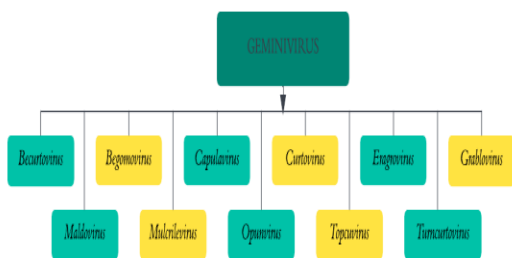 GEMINIVIRUS
Becurtovirus
Begomovirus
Capulavirus
Curtovirus
Eragrovirus
Grablovirus
Maldovirus
Mulcrilevirus
Opunvirus
Topcuvirus
Turncurtovirus